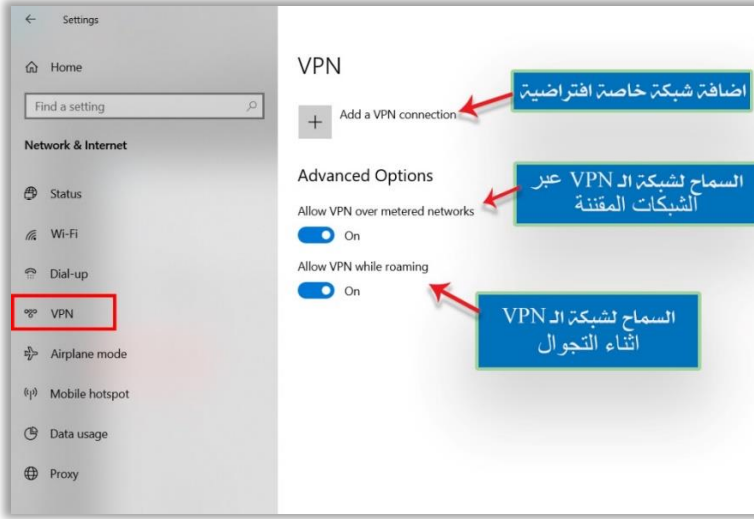 Settings
Home
Find a setting
Network & Internet
Status
Wi-Fi
Dial-up
VPN
Airplane mode
Mobile hotspot
Data usage
Proxy
VPN
Add a VPN connection
اضافة شبكة خاصة افتراضية
Advanced Options
Allow VPN over metered networks
On
السماح لشبكة الـ VPN عبر
الشبكات المقننة
Allow VPN while roaming
On
السماح لشبكة الـ VPN
اثناء التجوال